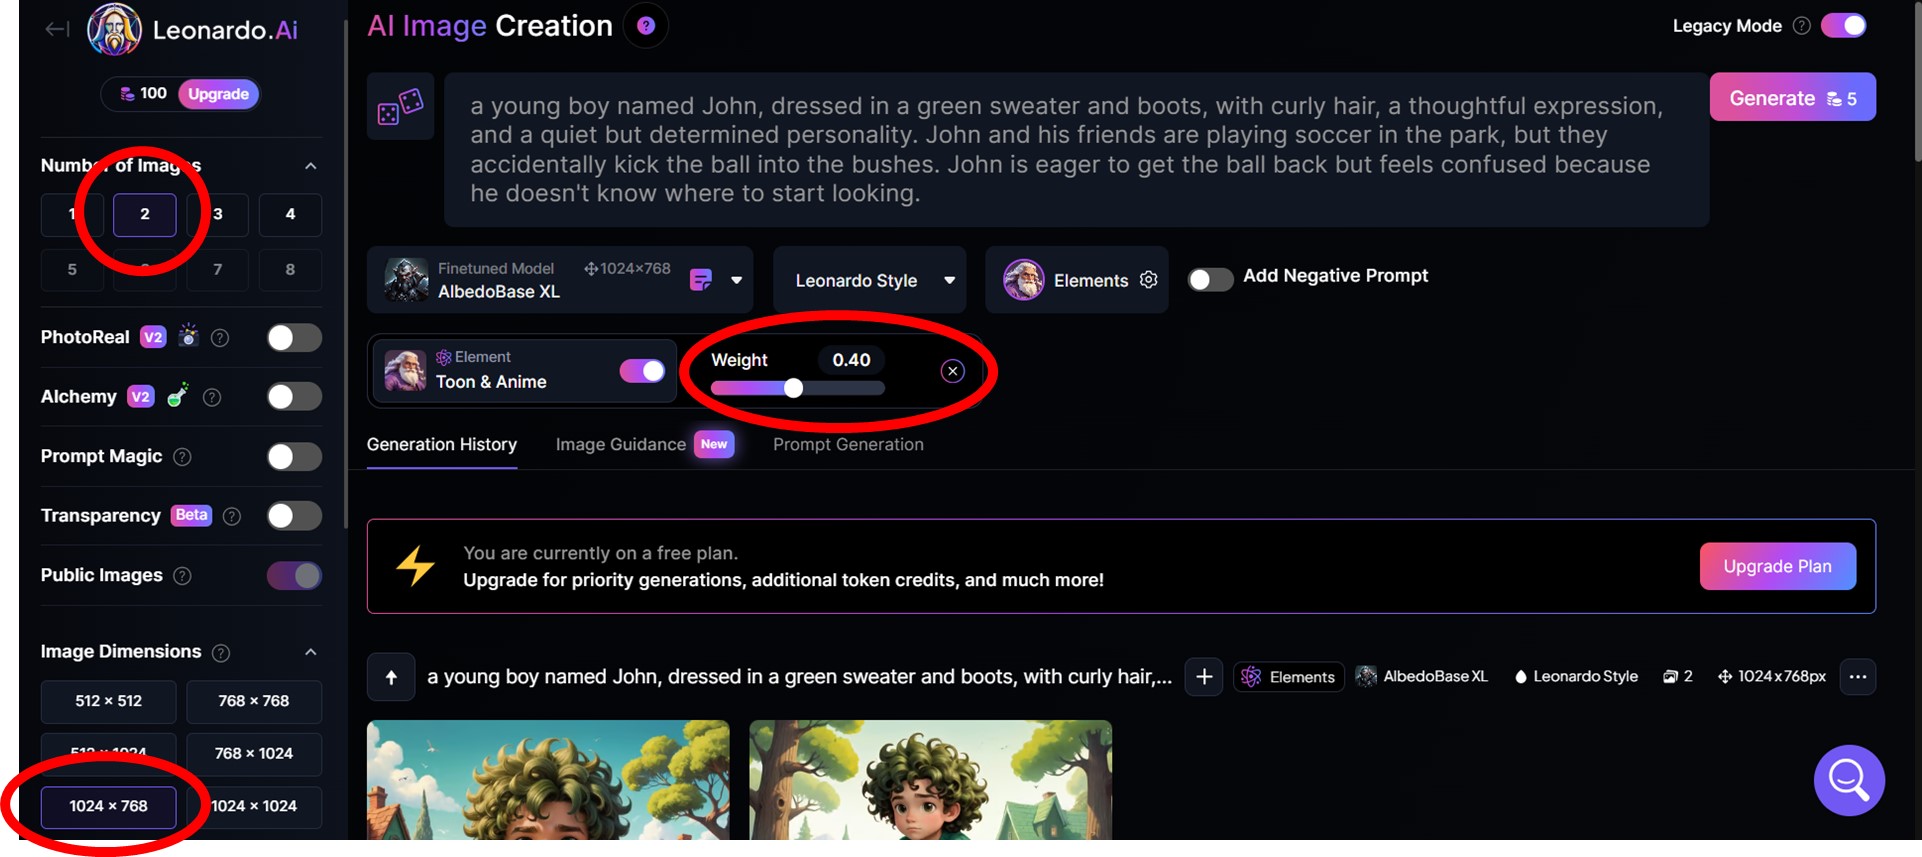 Leonardo.Ai
100 Upgrade
Number of Images
1 2 3 4
5 6 7 8
PhotoReal V2
Alchemy V2
Prompt Magic
Transparency Beta
Public Images
Image Dimensions
512 × 512 768 × 768
512 × 1024 768 × 1024
1024 × 768 1024 × 1024
AI Image Creation ?
Legacy Mode ?
a young boy named John, dressed in a green sweater and boots, with curly hair, a thoughtful expression,
and a quiet but determined personality. John and his friends are playing soccer in the park, but they
accidentally kick the ball into the bushes. John is eager to get the ball back but feels confused because
he doesn't know where to start looking.
Generate 5
Finetuned Model 1024×768
AlbedoBase XL
Leonardo Style
Elements
Add Negative Prompt
Element
Toon & Anime
Weight 0.40
Generation History Image Guidance New Prompt Generation
You are currently on a free plan.
Upgrade for priority generations, additional token credits, and much more!
Upgrade Plan
a young boy named John, dressed in a green sweater and boots, with curly hair,... Elements AlbedoBase XL Leonardo Style 2 1024x768px